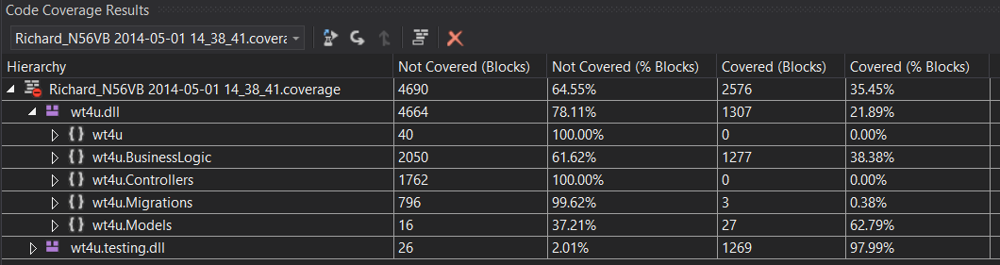 Code Coverage Results
Richard_N56VB 2014-05-01 14_38_41.covera
Hierarchy Not Covered (Blocks) Not Covered (% Blocks) Covered (Blocks) Covered (% Blocks)
Richard_N56VB 2014-05-01 14_38_41.coverage 4690 64.55% 2576 35.45%
wt4u.dll 4664 78.11% 1307 21.89%
{ } wt4u 40 100.00% 0 0.00%
{ } wt4u.BusinessLogic 2050 61.62% 1277 38.38%
{ } wt4u.Controllers 1762 100.00% 0 0.00%
{ } wt4u.Migrations 796 99.62% 3 0.38%
{ } wt4u.Models 16 37.21% 27 62.79%
wt4u.testing.dll 26 2.01% 1269 97.99%